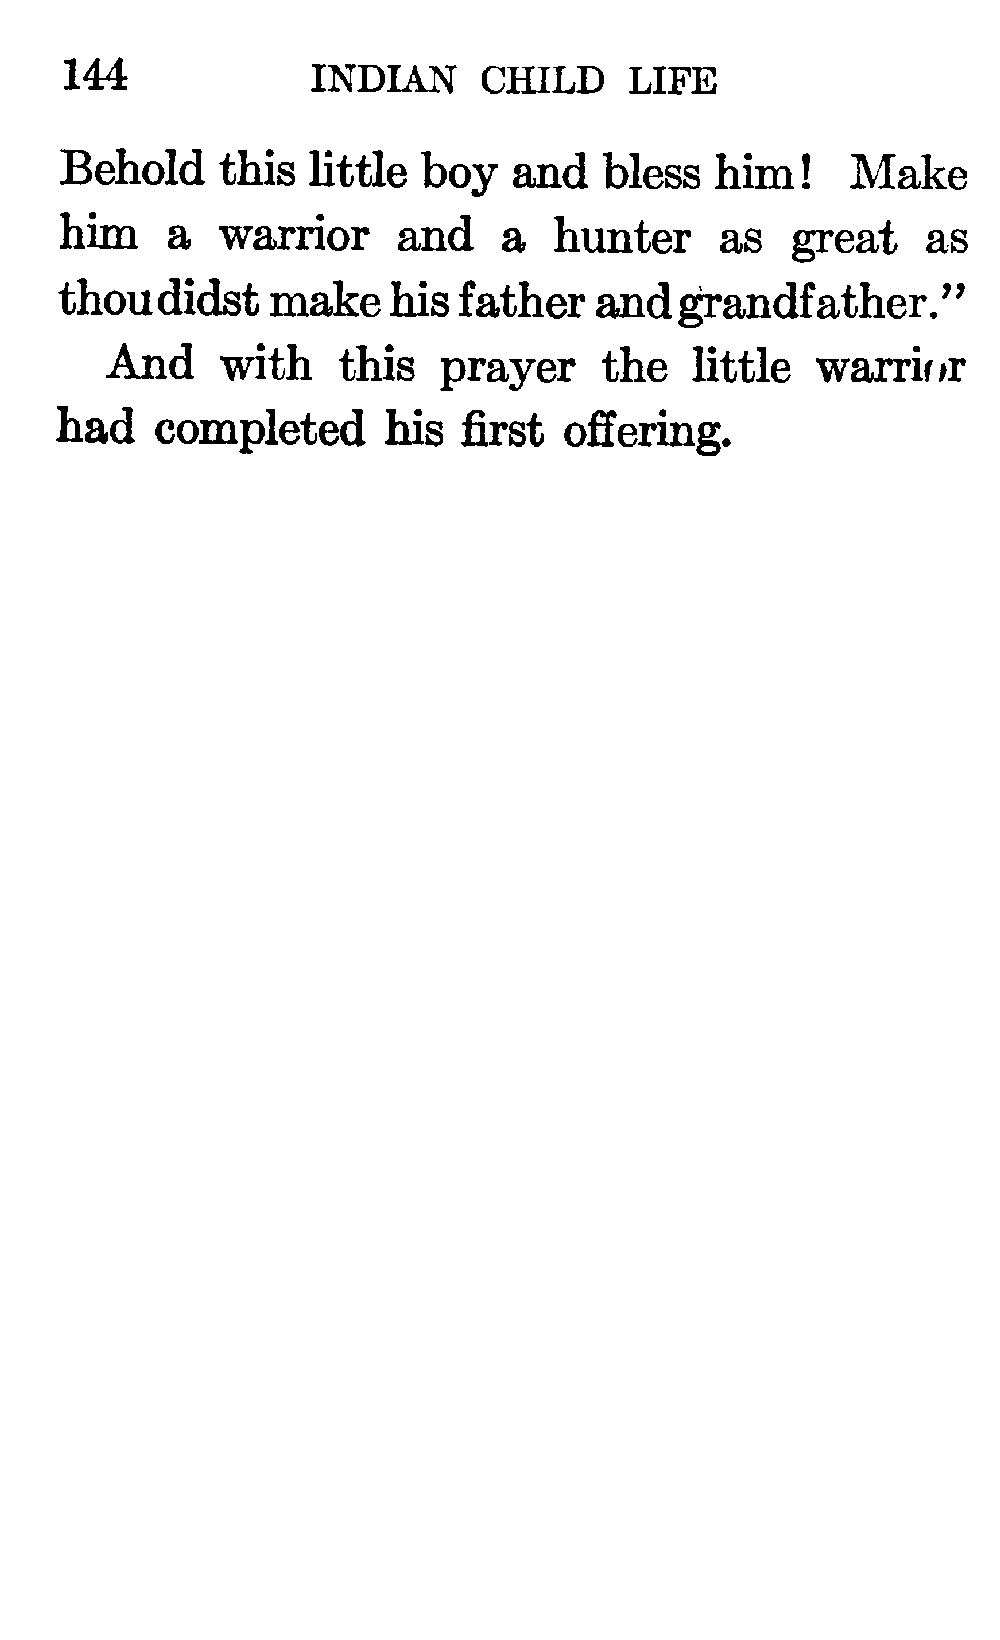 144 INDIAN CHILD LIFE
Behold this little boy and bless him! Make
him a warrior and a hunter as great as
thou didst make his father and grandfather."
And with this prayer the little warrior
had completed his first offering.